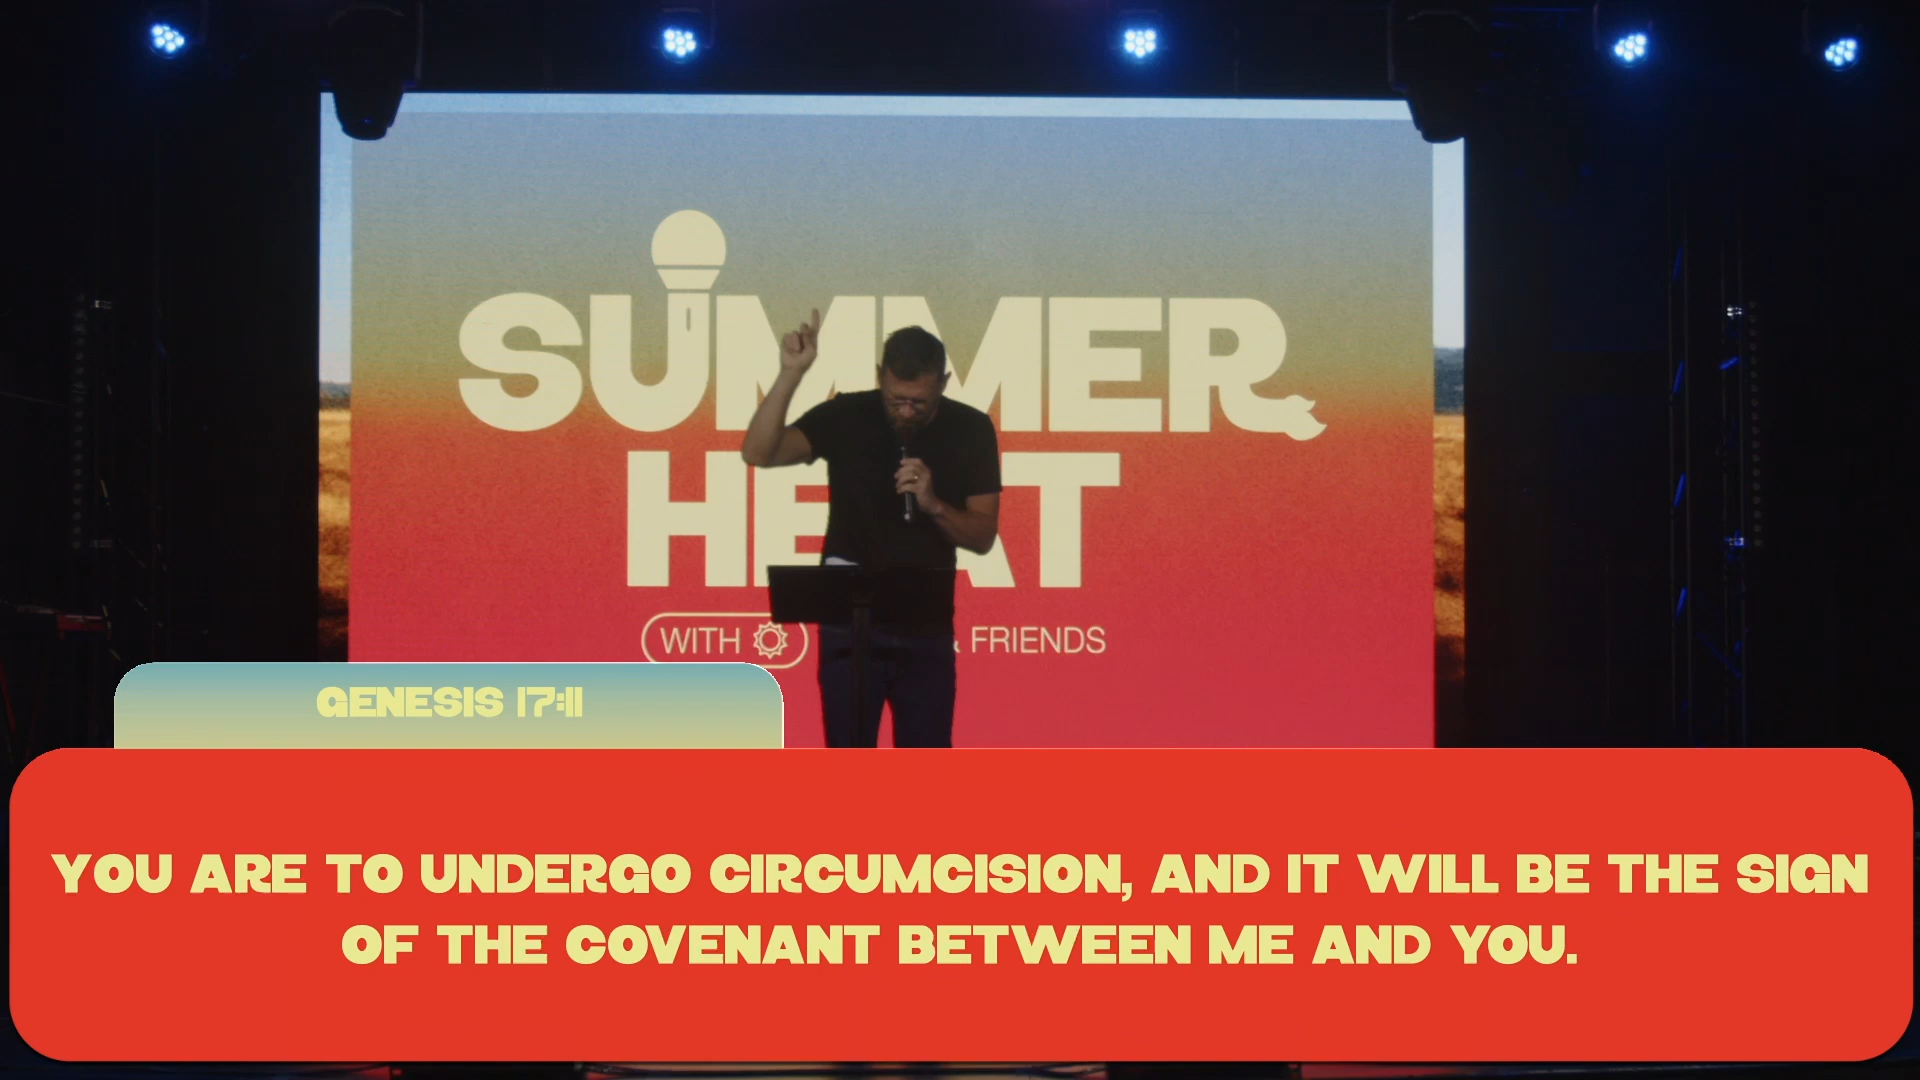 SUMMER
HEAT
WITH & FRIENDS
GENESIS 17:11
YOU ARE TO UNDERGO CIRCUMCISION, AND IT WILL BE THE SIGN
OF THE COVENANT BETWEEN ME AND YOU.